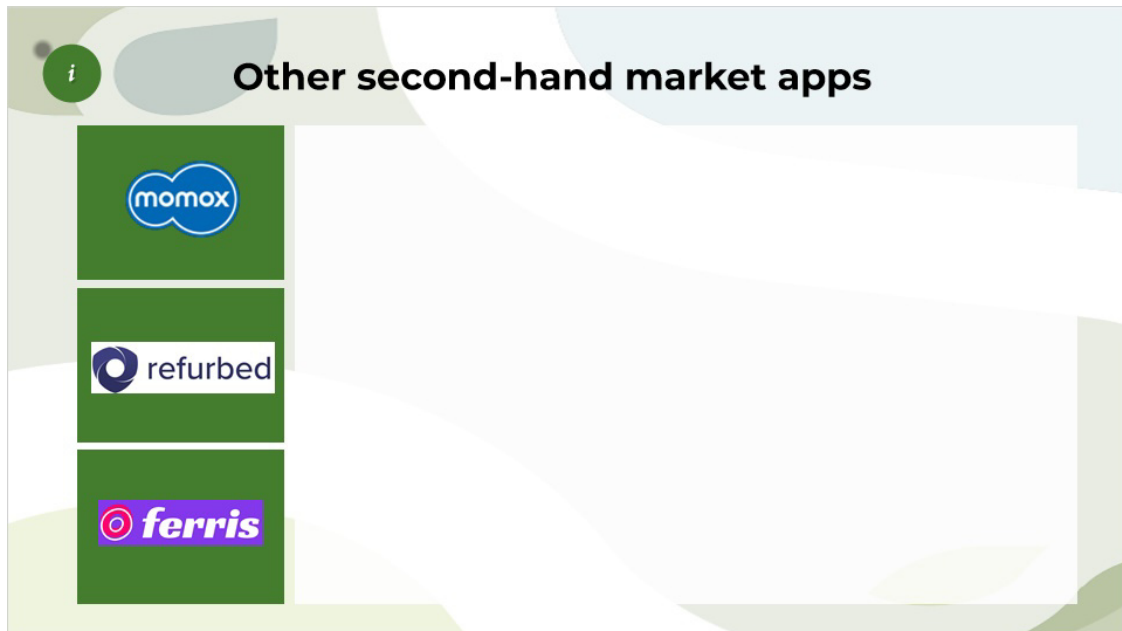 i
Other second-hand market apps
momox
refurbed
ferris